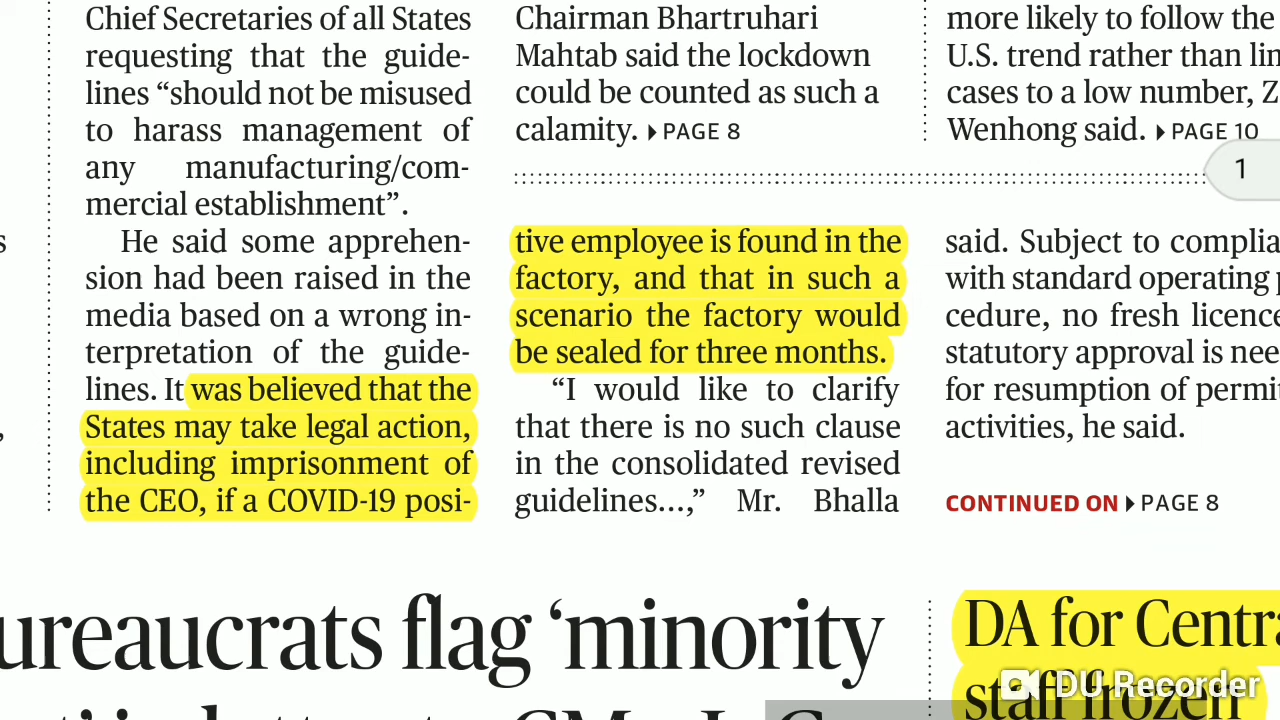 Chief Secretaries of all States
requesting that the guide-
lines “should not be misused
to harass management of
any manufacturing/com-
mercial establishment”.
He said some apprehen-
sion had been raised in the
media based on a wrong in-
terpretation of the guide-
lines. It was believed that the
States may take legal action,
including imprisonment of
the CEO, if a COVID-19 posi-
Chairman Bhartruhari
Mahtab said the lockdown
could be counted as such a
calamity. PAGE 8
more likely to follow the
U.S. trend rather than
cases to a low number,
Wenhong said. PAGE 10
1
tive employee is found in the
factory, and that in such a
scenario the factory would
be sealed for three months.
“I would like to clarify
that there is no such clause
in the consolidated revised
guidelines...,” Mr. Bhalla
said. Subject to
with standard operating
cedure, no fresh
statutory approval is
for resumption of
activities, he said.
CONTINUED ON PAGE 8
flag ‘minority
DA for
staff frozen
DU Recorder